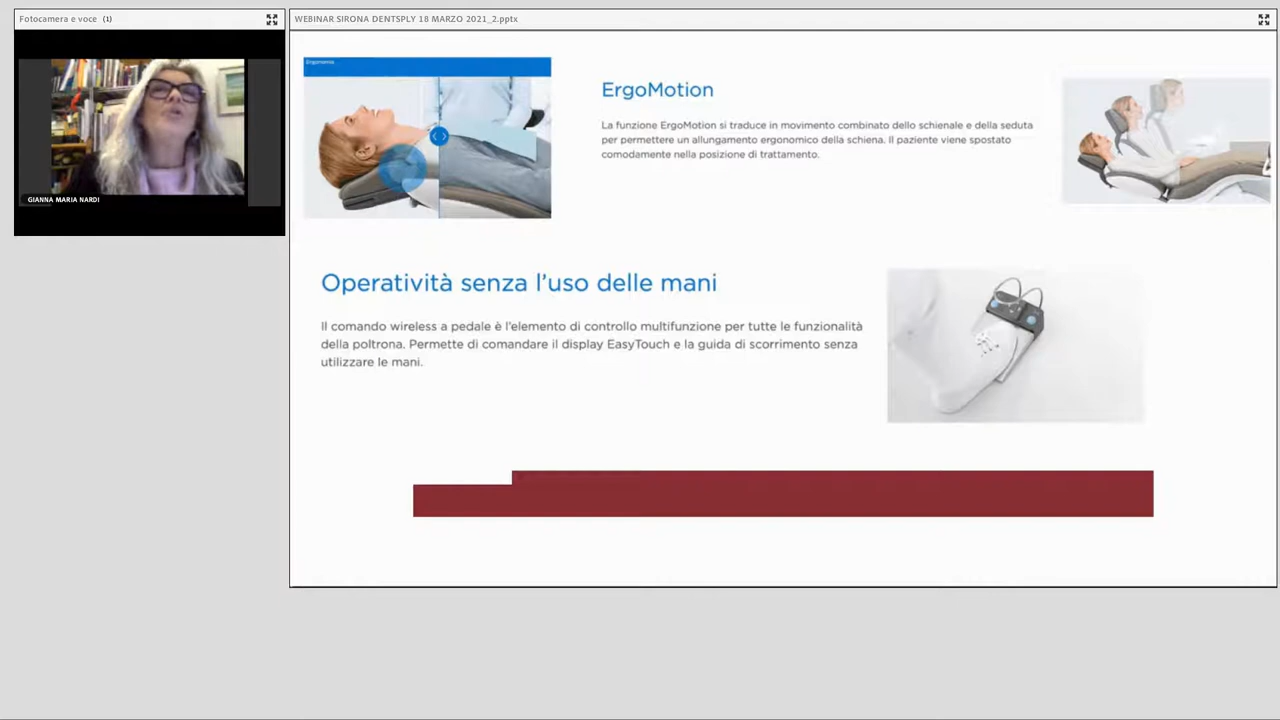 Fotocamera e voce (1)
GIANNA MARIA NARDI
WEBINAR SIRONA DENTSPLY 18 MARZO 2021_2.pptx
Ergonomia
ErgoMotion
La funzione ErgoMotion si traduce in movimento combinato dello schienale e della seduta
per permettere un allungamento ergonomico della schiena. Il paziente viene spostato
comodamente nella posizione di trattamento.
Operatività senza l'uso delle mani
Il comando wireless a pedale è l'elemento di controllo multifunzione per tutte le funzionalità
della poltrona. Permette di comandare il display EasyTouch e la guida di scorrimento senza
utilizzare le mani.